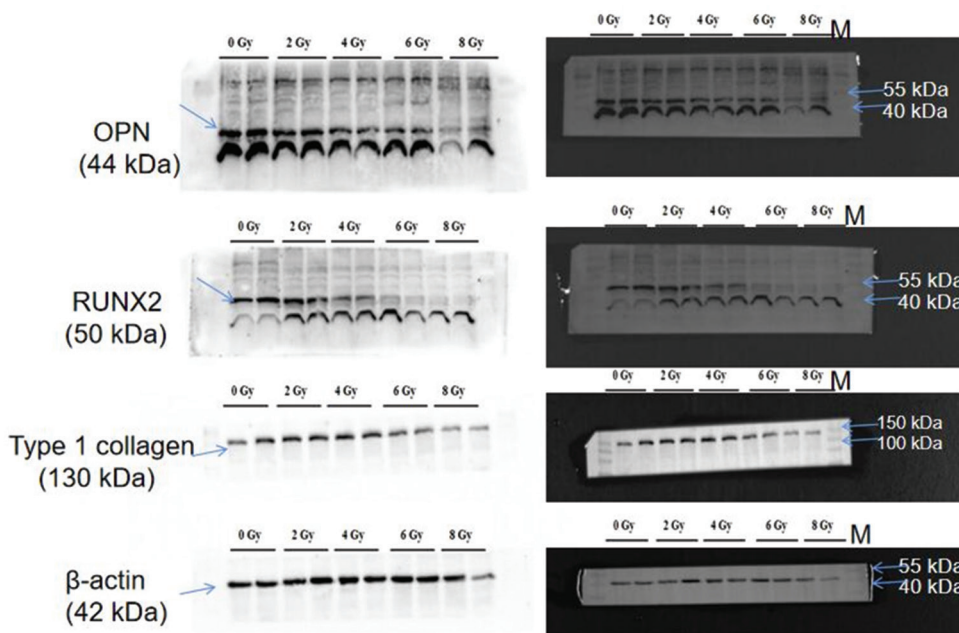 0 Gy 2 Gy 4 Gy 6 Gy 8 Gy
OPN
(44 kDa)
0 Gy 2 Gy 4 Gy 6 Gy 8 Gy M
55 kDa
40 kDa
0 Gy 2 Gy 4 Gy 6 Gy 8 Gy
RUNX2
(50 kDa)
0 Gy 2 Gy 4 Gy 6 Gy 8 Gy M
55 kDa
40 kDa
0 Gy 2 Gy 4 Gy 6 Gy 8 Gy
Type 1 collagen
(130 kDa)
0 Gy 2 Gy 4 Gy 6 Gy 8 Gy M
150 kDa
100 kDa
0 Gy 2 Gy 4 Gy 6 Gy 8 Gy
β-actin
(42 kDa)
0 Gy 2 Gy 4 Gy 6 Gy 8 Gy M
55 kDa
40 kDa